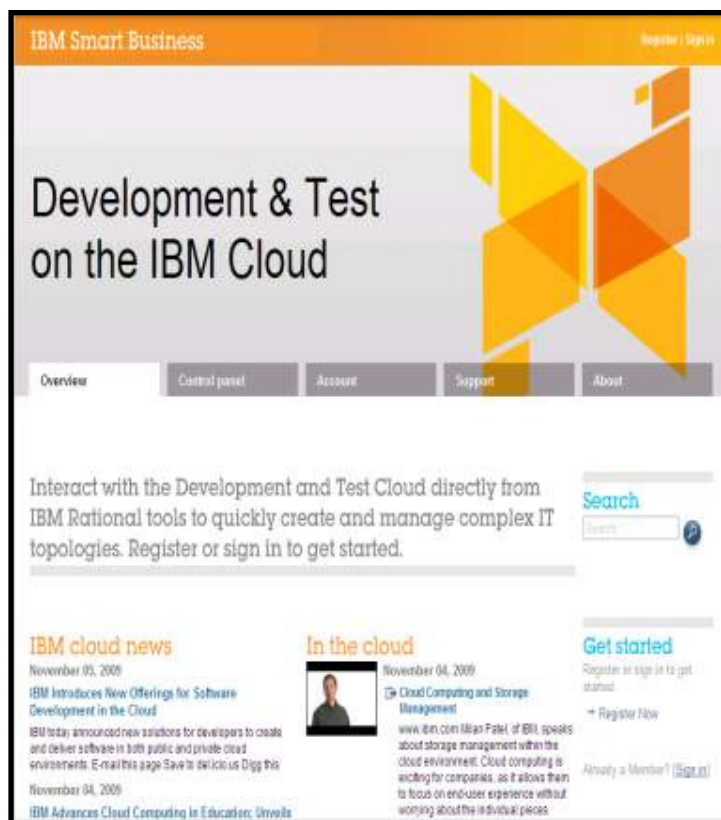 IBM Smart Business
Register | Sign in
Development & Test
on the IBM Cloud
Overview
Control panel
Account
Support
About
Interact with the Development and Test Cloud directly from
IBM Rational tools to quickly create and manage complex IT
topologies. Register or sign in to get started.
Search
Search
IBM cloud news
November 05, 2009
IBM Introduces New Offerings for Software
Development in the Cloud
IBM today announced new solutions for developers to create
and deliver software in both public and private cloud
environments. E-mail this page Save to del.icio.us Digg this
November 04, 2009
IBM Advances Cloud Computing in Education: Unveils
In the cloud
November 04, 2009
Cloud Computing and Storage
Management
www.ibm.com Milan Patel, of IBM, speaks
about storage management within the
cloud environment. Cloud computing is
exciting for companies, as it allows them
to focus on end-user experience without
worrying about the individual pieces
Get started
Register or sign in to get
started
Register Now
Already a Member? [Sign in]